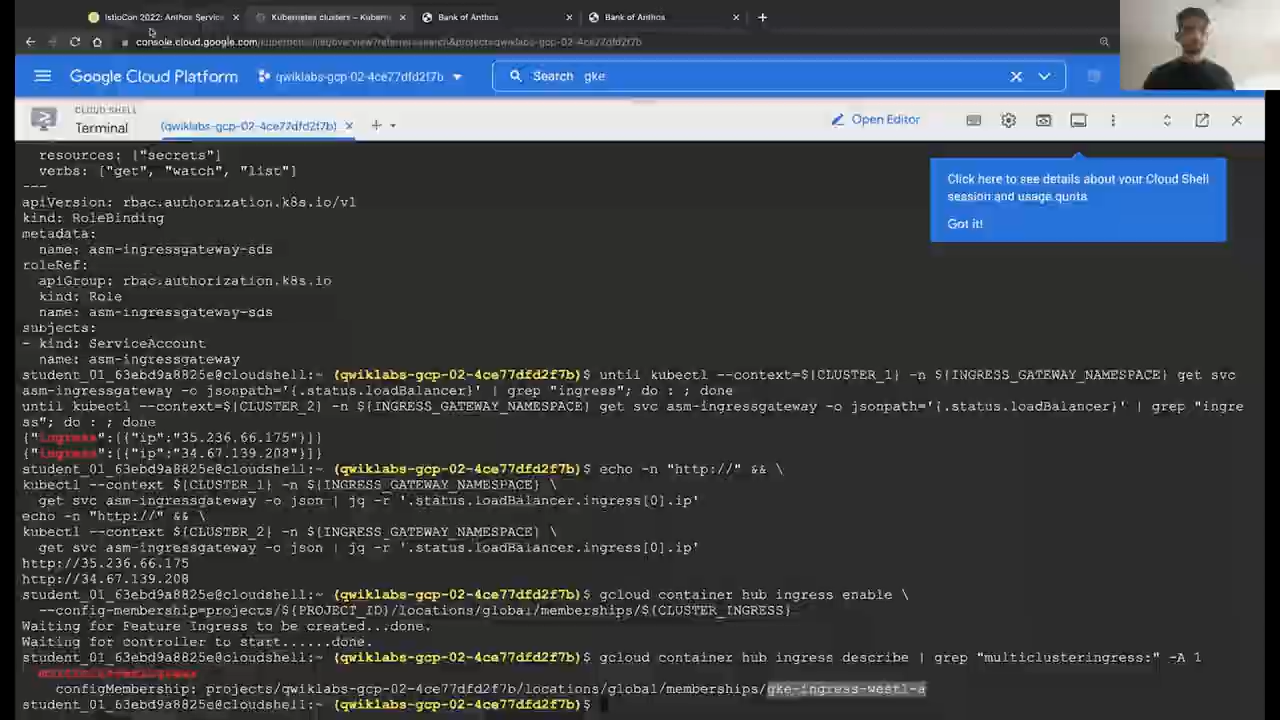 IstioCon 2022: Anthos Service
Kubernetes clusters – Kubern
Bank of Anthos
Bank of Anthos
Google Cloud Platform
qwiklabs-gcp-02-4ce77dfd2f7b
Search gke
CLOUD SHELL
Terminal
(qwiklabs-gcp-02-4ce77dfd2f7b)
Open Editor
Click here to see details about your Cloud Shell
session and usage quota
Got it!
resources: ["secrets"]
verbs: ["get", "watch", "list"]
---
apiVersion: rbac.authorization.k8s.io/v1
kind: RoleBinding
metadata:
name: asm-ingressgateway-sds
roleRef:
apiGroup: rbac.authorization.k8s.io
kind: Role
name: asm-ingressgateway-sds
subjects:
- kind: ServiceAccount
name: asm-ingressgateway
student_01_63ebd9a8825e@cloudshell:~ (qwiklabs-gcp-02-4ce77dfd2f7b)$ until kubectl --context=${CLUSTER_1} -n ${INGRESS_GATEWAY_NAMESPACE} get svc
asm-ingressgateway -o jsonpath='{.status.loadBalancer}' | grep "ingress"; do : ; done
until kubectl --context=${CLUSTER_2} -n ${INGRESS_GATEWAY_NAMESPACE} get svc asm-ingressgateway -o jsonpath='{.status.loadBalancer}' | grep "ingre
ss"; do : ; done
{"ingress":[{"ip":"35.236.66.175"}]}
{"ingress":[{"ip":"34.67.139.208"}]}
student_01_63ebd9a8825e@cloudshell:~ (qwiklabs-gcp-02-4ce77dfd2f7b)$ echo -n "http://" && \
kubectl --context ${CLUSTER_1} -n ${INGRESS_GATEWAY_NAMESPACE} \
get svc asm-ingressgateway -o json | jq -r '.status.loadBalancer.ingress[0].ip'
echo -n "http://" && \
kubectl --context ${CLUSTER_2} -n ${INGRESS_GATEWAY_NAMESPACE} \
get svc asm-ingressgateway -o json | jq -r '.status.loadBalancer.ingress[0].ip'
http://35.236.66.175
http://34.67.139.208
student_01_63ebd9a8825e@cloudshell:~ (qwiklabs-gcp-02-4ce77dfd2f7b)$ gcloud container hub ingress enable \
--config-membership=projects/${PROJECT_ID}/locations/global/memberships/${CLUSTER_INGRESS}
Waiting for Feature Ingress to be created...done.
Waiting for controller to start......done.
student_01_63ebd9a8825e@cloudshell:~ (qwiklabs-gcp-02-4ce77dfd2f7b)$ gcloud container hub ingress describe | grep "multiclusteringress:" -A 1
configMembership: projects/qwiklabs-gcp-02-4ce77dfd2f7b/locations/global/memberships/gke-ingress-west1-a
student_01_63ebd9a8825e@cloudshell:~ (qwiklabs-gcp-02-4ce77dfd2f7b)$